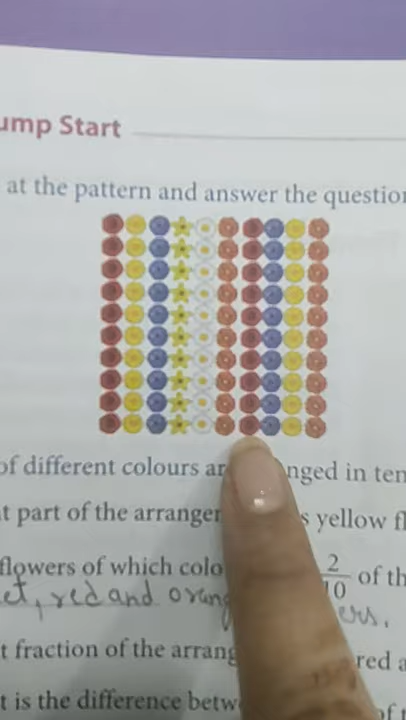 ump Start
at the pattern and answer the question
of different colours ar nged in ten
t part of the arranger s yellow fl
flowers of which colo 2/10 of th
et, red and orang ers.
t fraction of the arrang red a
t is the difference betw of